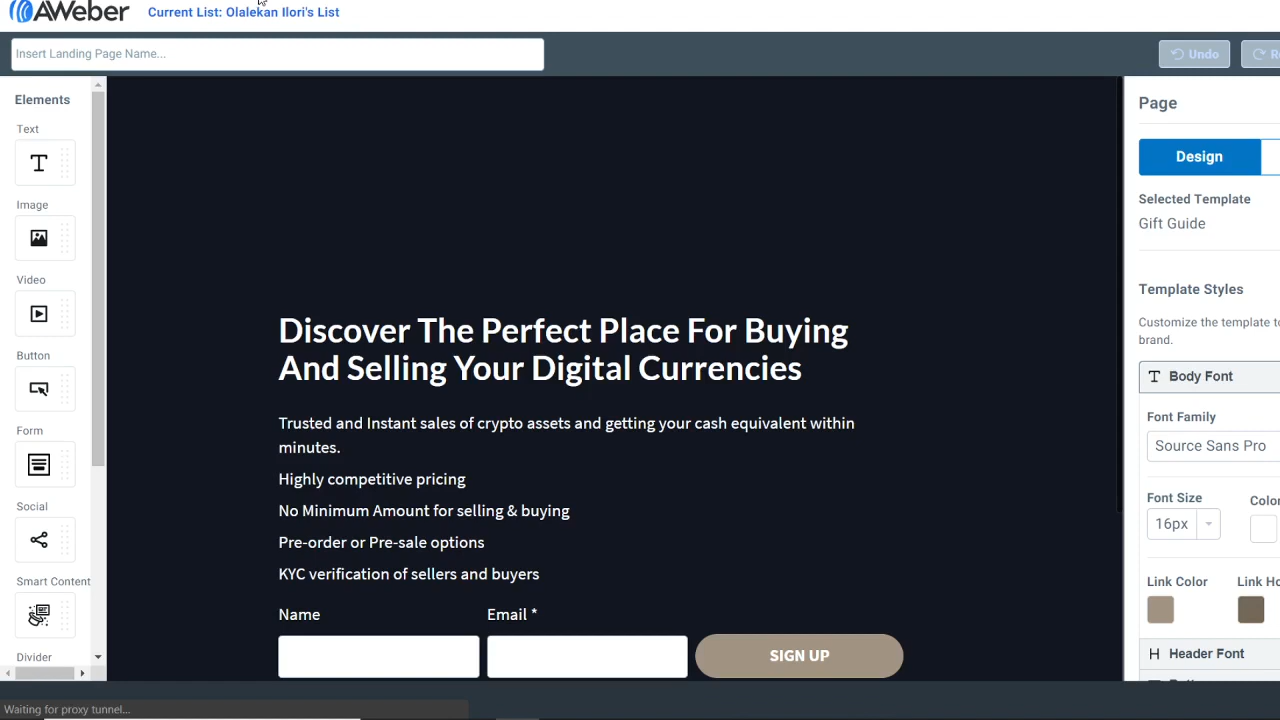 AWeber
Current List: Olalekan Ilori's List
Insert Landing Page Name...
Undo
Elements
Text
Image
Video
Button
Form
Social
Smart Content
Divider
Discover The Perfect Place For Buying
And Selling Your Digital Currencies
Trusted and Instant sales of crypto assets and getting your cash equivalent within
minutes.
Highly competitive pricing
No Minimum Amount for selling & buying
Pre-order or Pre-sale options
KYC verification of sellers and buyers
Name Email *
SIGN UP
Page
Design
Selected Template
Gift Guide
Template Styles
Customize the template to
brand.
Body Font
Font Family
Source Sans Pro
Font Size
16px
Link Color
Header Font
Waiting for proxy tunnel...